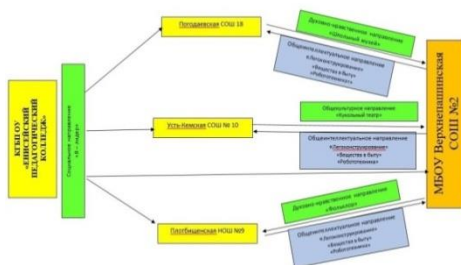 КГБПОУ
«ЕНИСЕЙСКИЙ
ПЕДАГОГИЧЕСКИЙ
КОЛЛЕДЖ»
Социальное направление
«Я - лидер»
Погодаевская СОШ 18
Усть-Кемская СОШ № 10
Плотбищенская НОШ №9
Духовно-нравственное направление
«Школьный музей»
Общеинтеллектуальное направление
«Легоконструирование»
«Вещества в быту»
«Робототехника»
Общекультурное направление
«Кукольный театр»
Общеинтеллектуальное направление
«Легоконструирование»
«Вещества в быту»
«Робототехника
Духовно-нравственное направление
«Фольклор»
Общеинтеллектуальное направление
«Легоконструирование»
«Вещества в быту»
«Робототехника»
МБОУ Верхнепашинская
СОШ №2